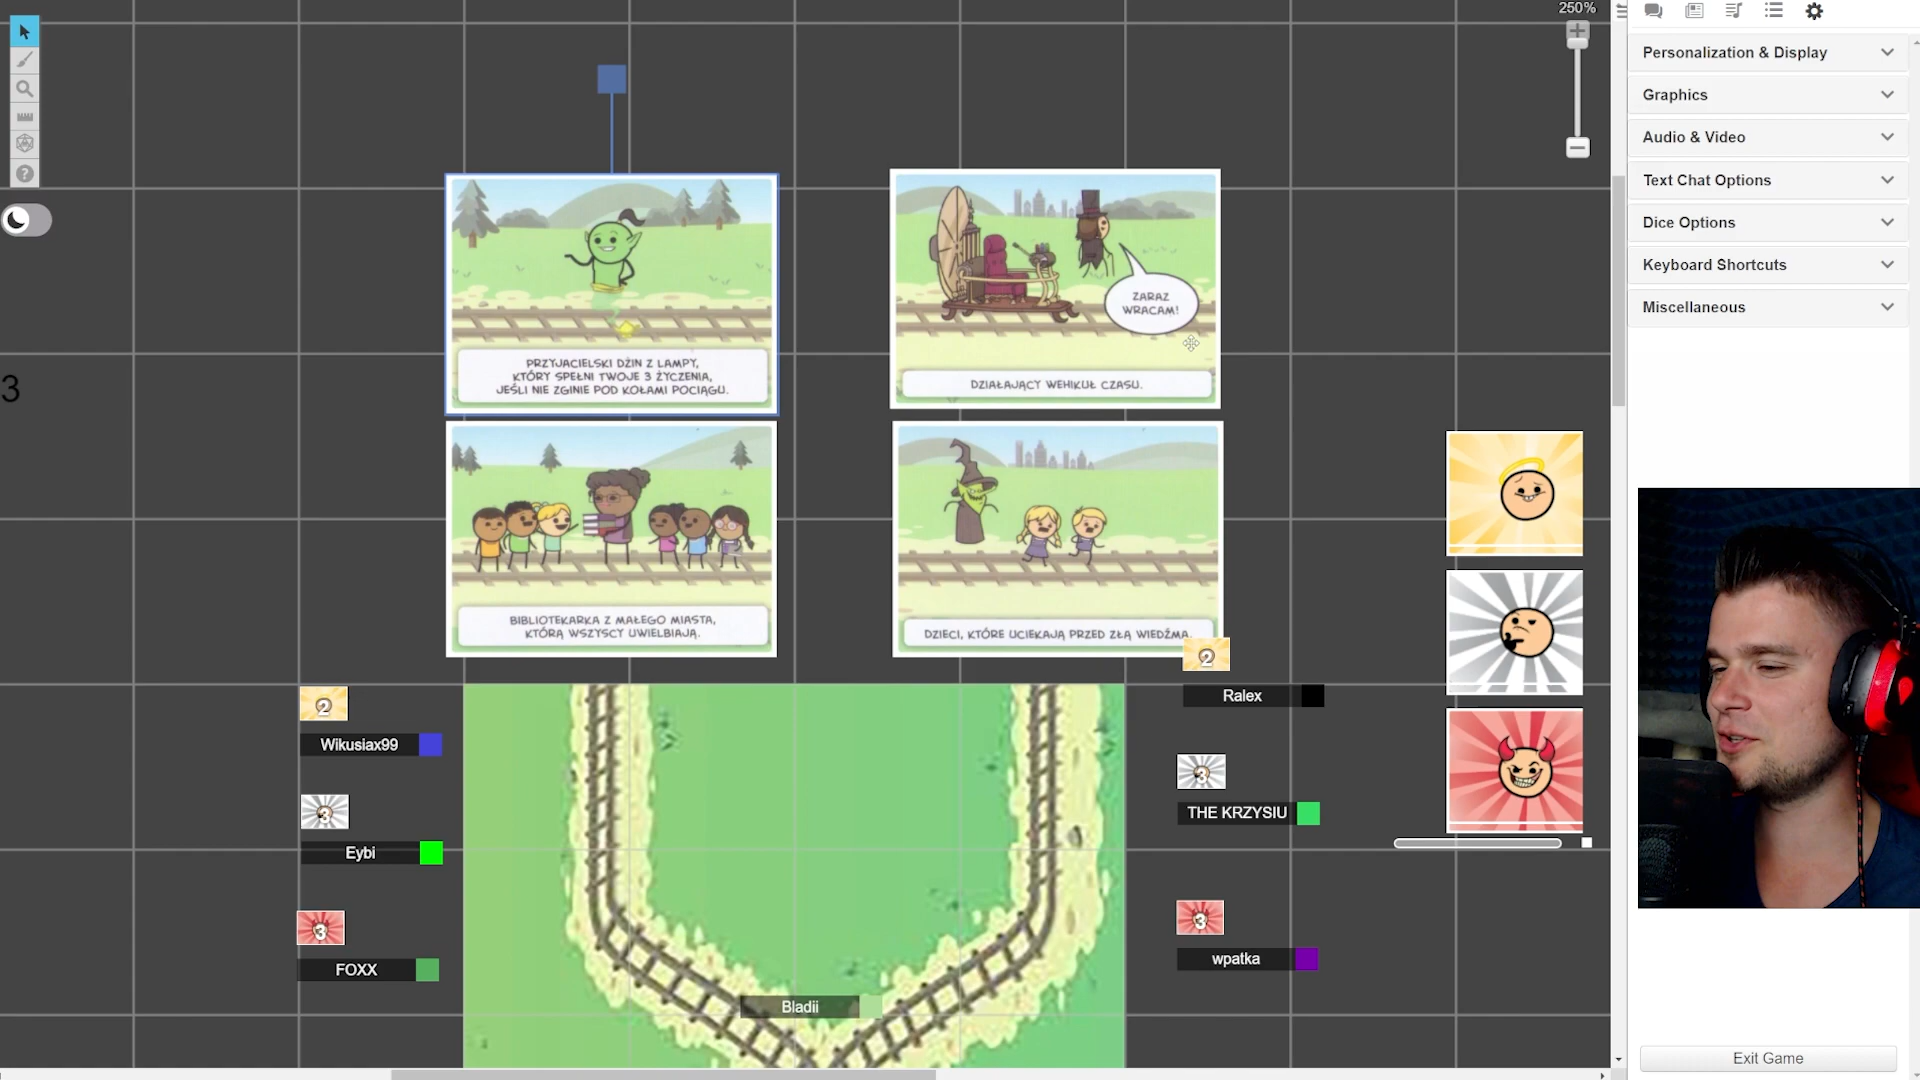 250%
Personalization & Display
Graphics
Audio & Video
Text Chat Options
Dice Options
Keyboard Shortcuts
Miscellaneous
3
PRZYJACIELSKI DŻIN Z LAMPY,
KTÓRY SPEŁNI TWOJE 3 ŻYCZENIA,
JEŚLI NIE ZGINIE POD KOŁAMI POCIĄGU.
ZARAZ
WRACAM!
DZIAŁAJĄCY WEHIKUŁ CZASU.
BIBLIOTEKARKA Z MAŁEGO MIASTA,
KTÓRĄ WSZYSCY UWIELBIAJĄ.
DZIECI, KTÓRE UCIEKAJĄ PRZED ZŁĄ WIEDŹMĄ.
2
Ralex
2
Wikusiax99
3
THE KRZYSIU
3
Eybi
3
wpatka
3
FOXX
Bladii
Exit Game